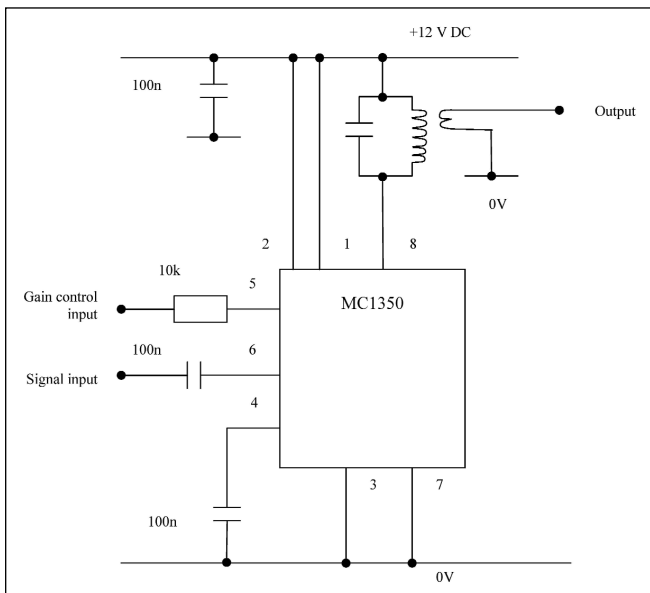 +12 V DC
100n
Output
0V
2 1 8
10k
5
MC1350
Gain control
input
100n
6
Signal input
4
3 7
100n
0V